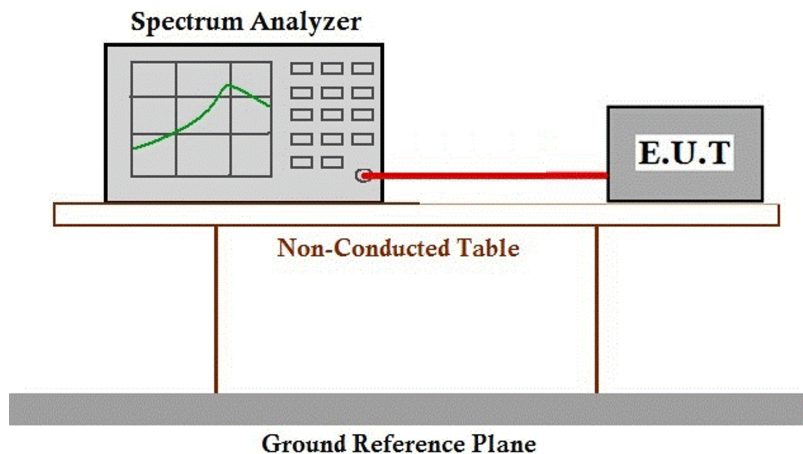 Spectrum Analyzer
E.U.T
Non-Conducted Table
Ground Reference Plane